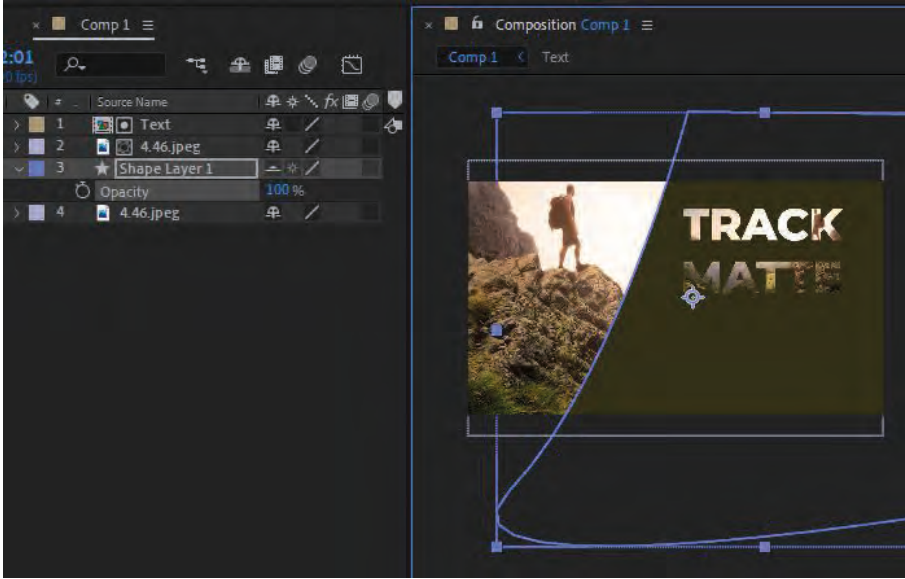 Comp 1
Composition Comp 1
2:01
Comp 1 Text
# Source Name fx
1 Text
2 4.46.jpeg
3 Shape Layer 1
Opacity 100 %
4 4.46.jpeg
TRACK
MATTE